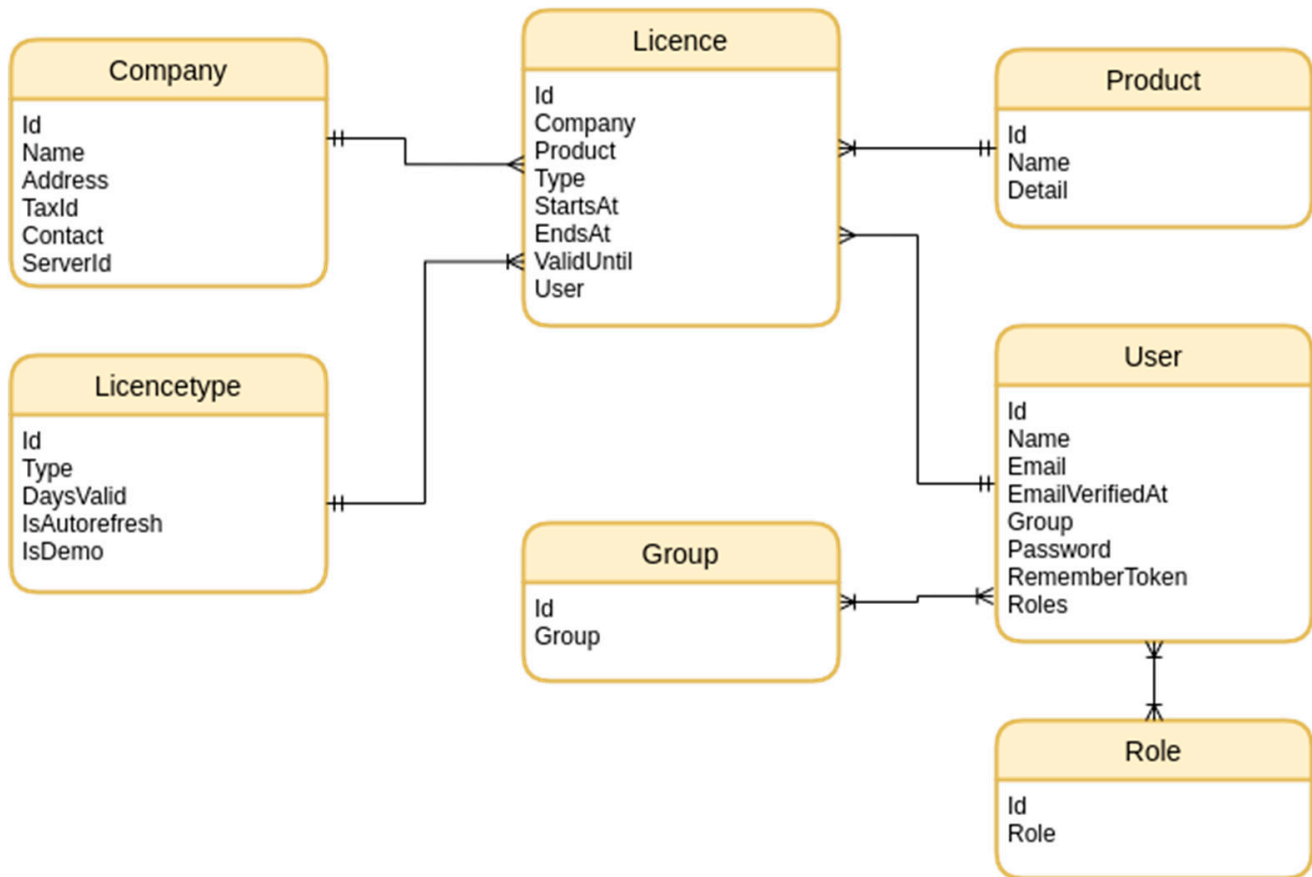 Company
Id
Name
Address
TaxId
Contact
ServerId
Licence
Id
Company
Product
Type
StartsAt
EndsAt
ValidUntil
User
Product
Id
Name
Detail
Licencetype
Id
Type
DaysValid
IsAutorefresh
IsDemo
User
Id
Name
Email
EmailVerifiedAt
Group
Password
RememberToken
Roles
Group
Id
Group
Role
Id
Role